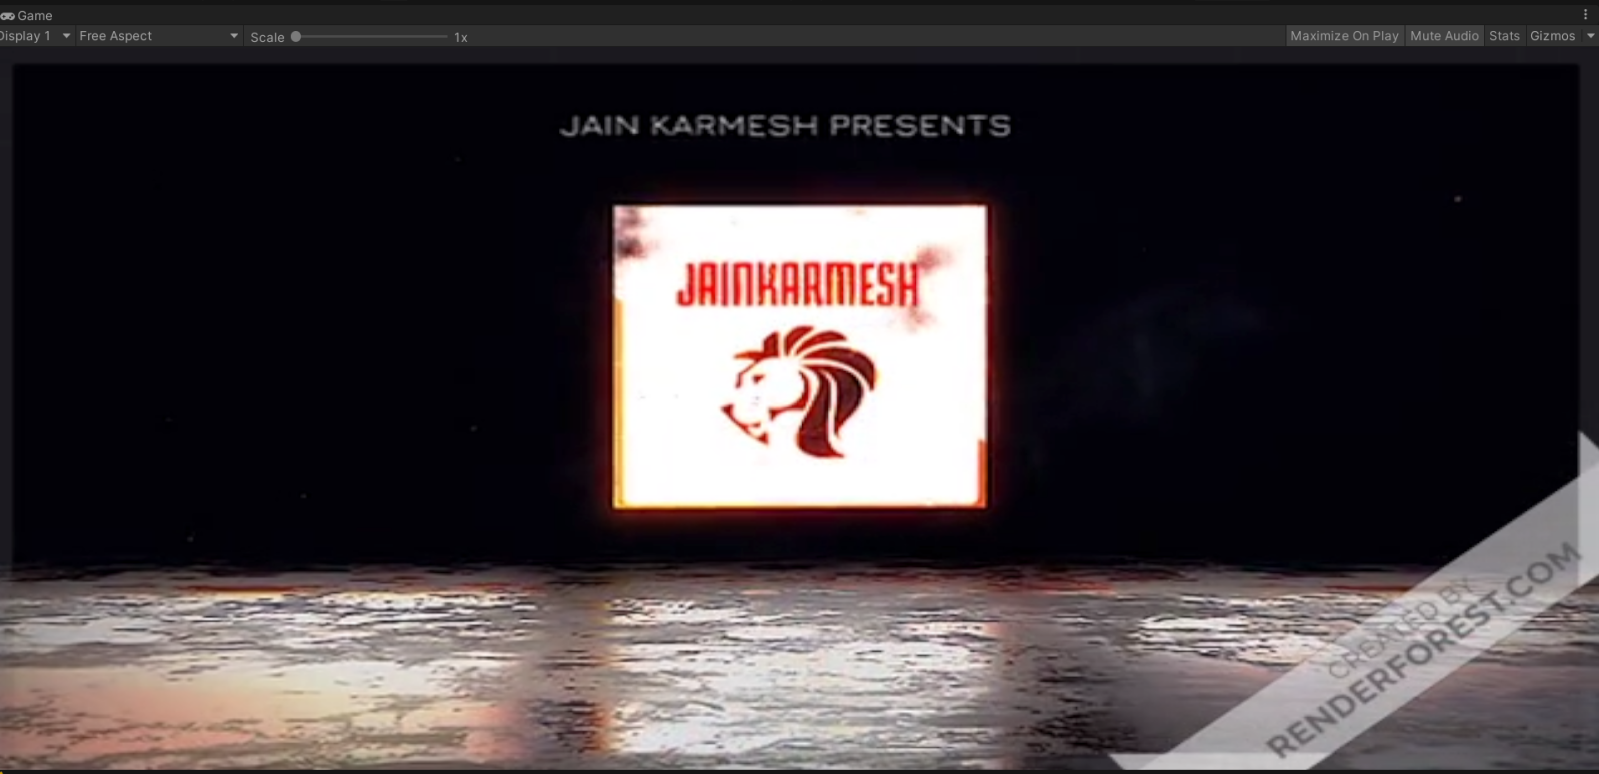 Game
Display 1
Free Aspect
Scale
1x
Maximize On Play
Mute Audio
Stats
Gizmos
JAIN KARMESH PRESENTS
JAINKARMESH
CREATED BY
RENDERFOREST.COM